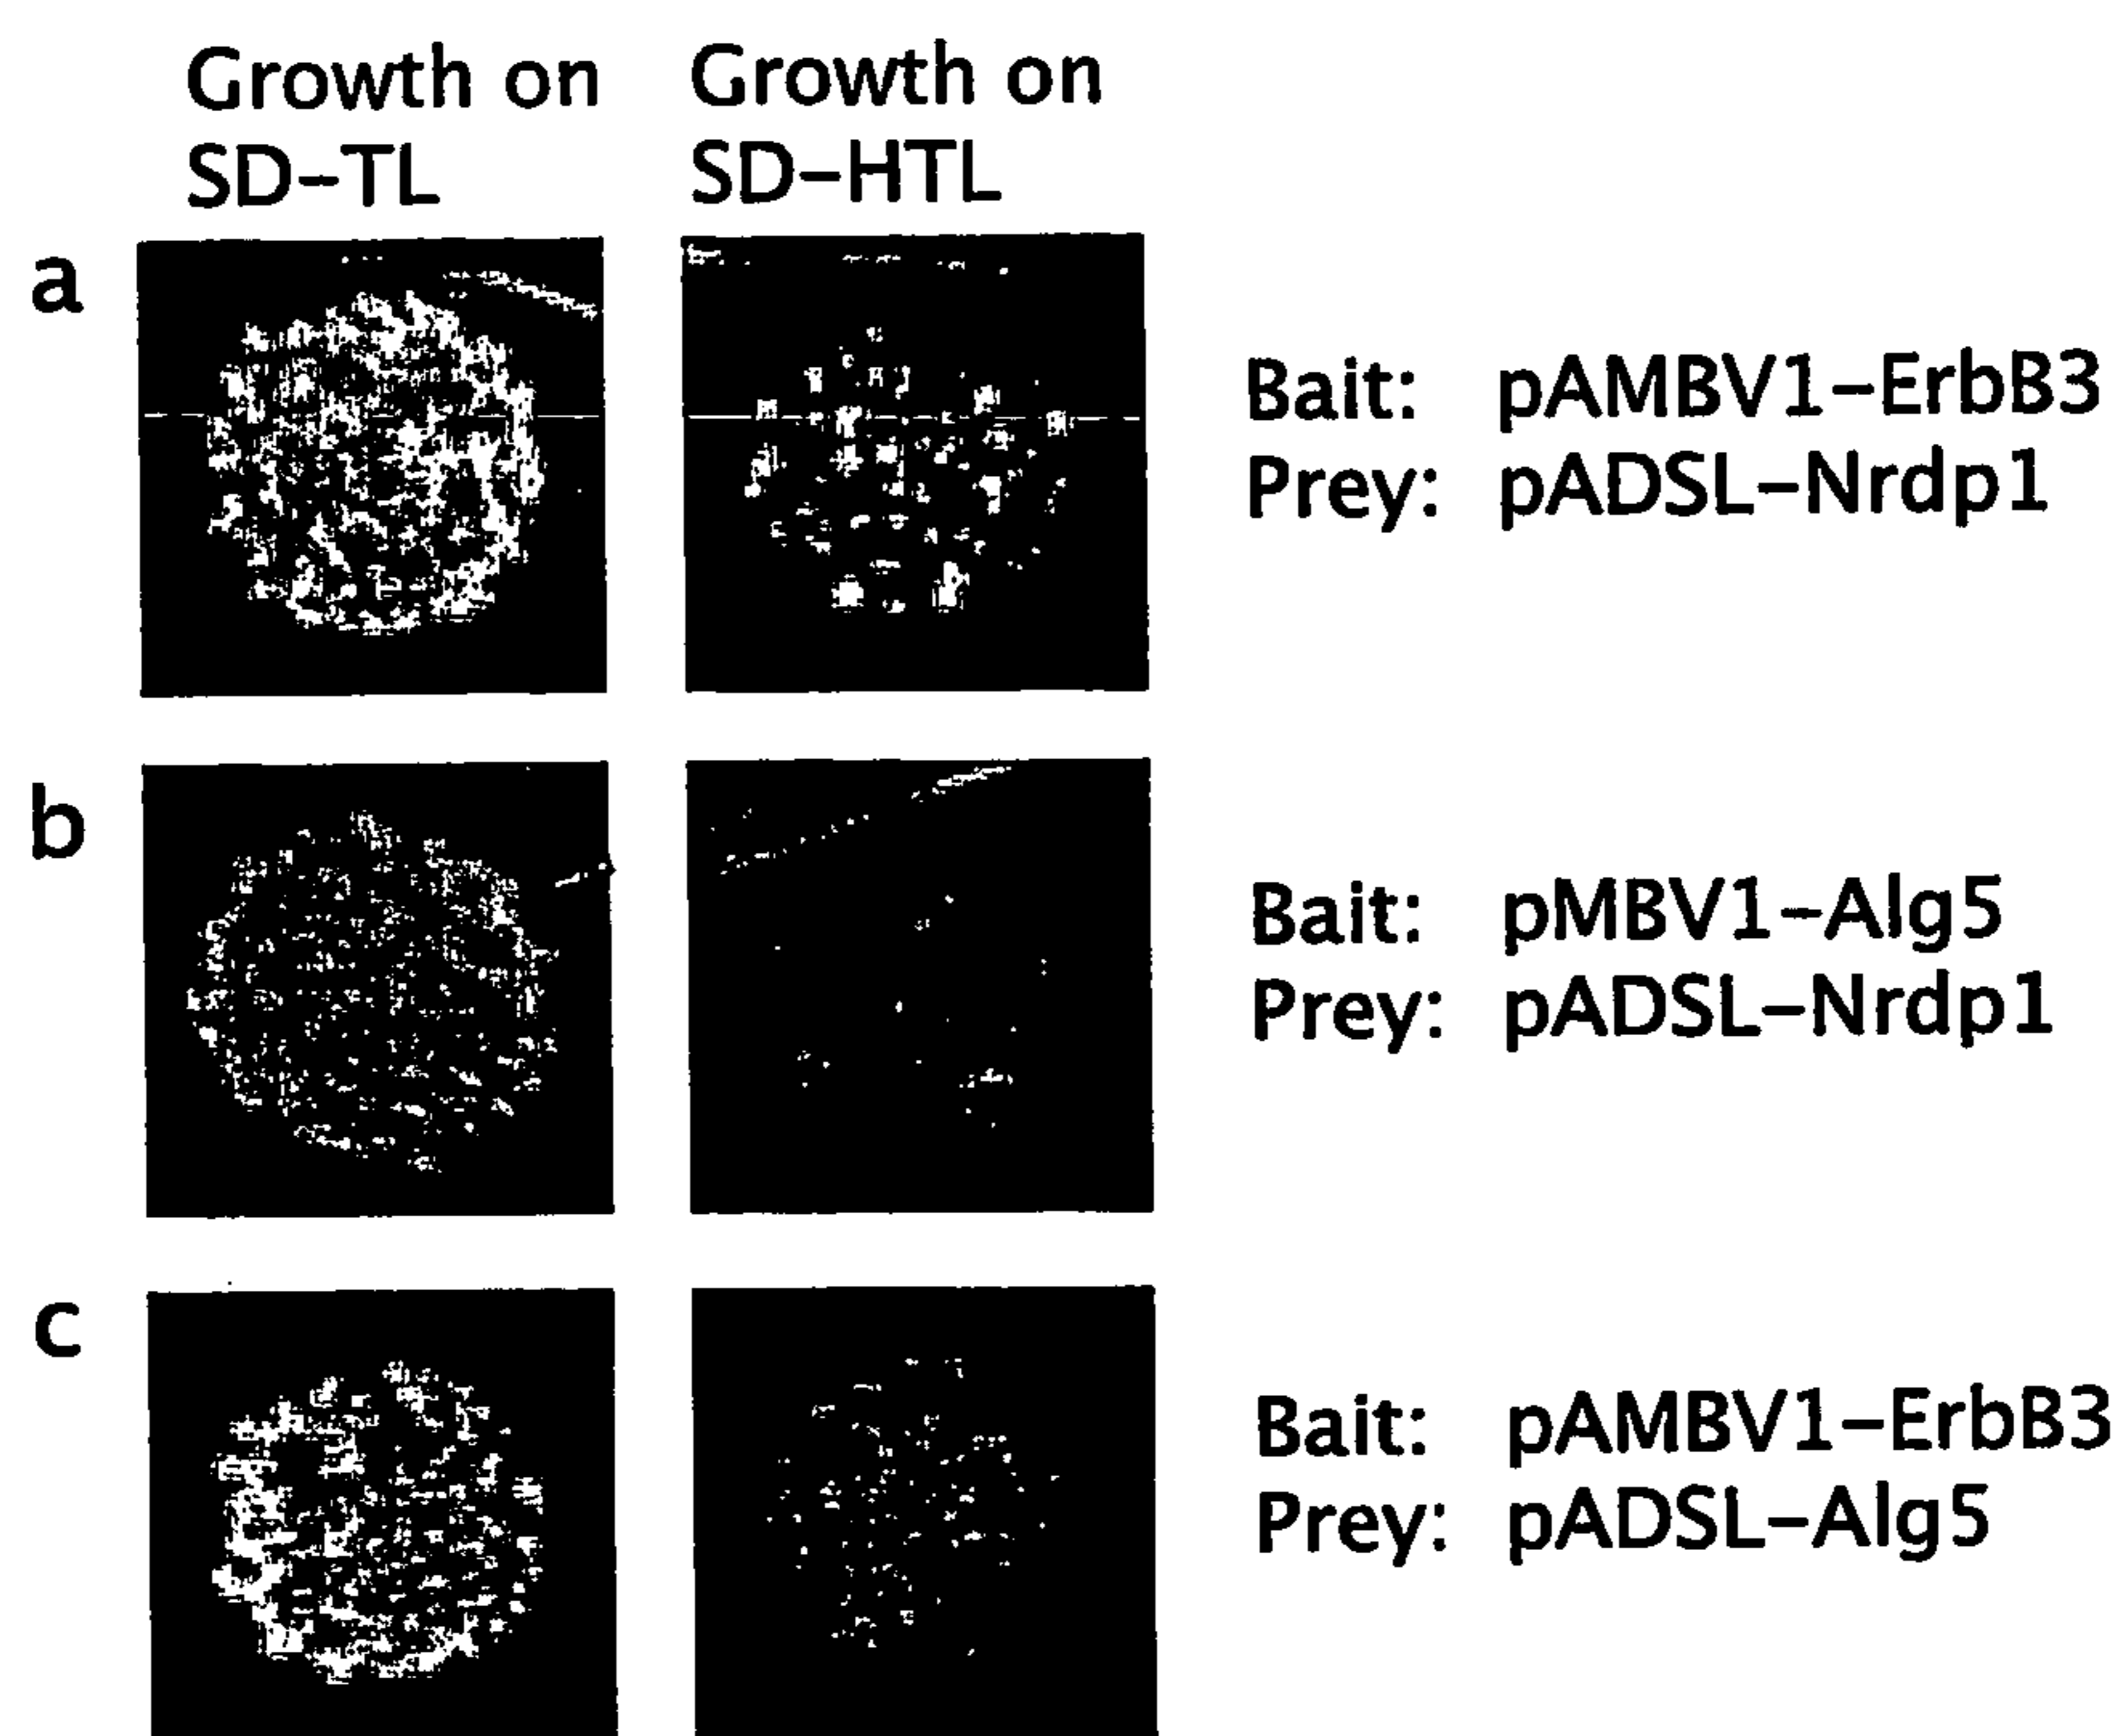 Growth on
SD–TL
Growth on
SD–HTL
a
Bait: pAMBV1–ErbB3
Prey: pADSL–Nrdp1
b
Bait: pMBV1–Alg5
Prey: pADSL–Nrdp1
c
Bait: pAMBV1–ErbB3
Prey: pADSL–Alg5